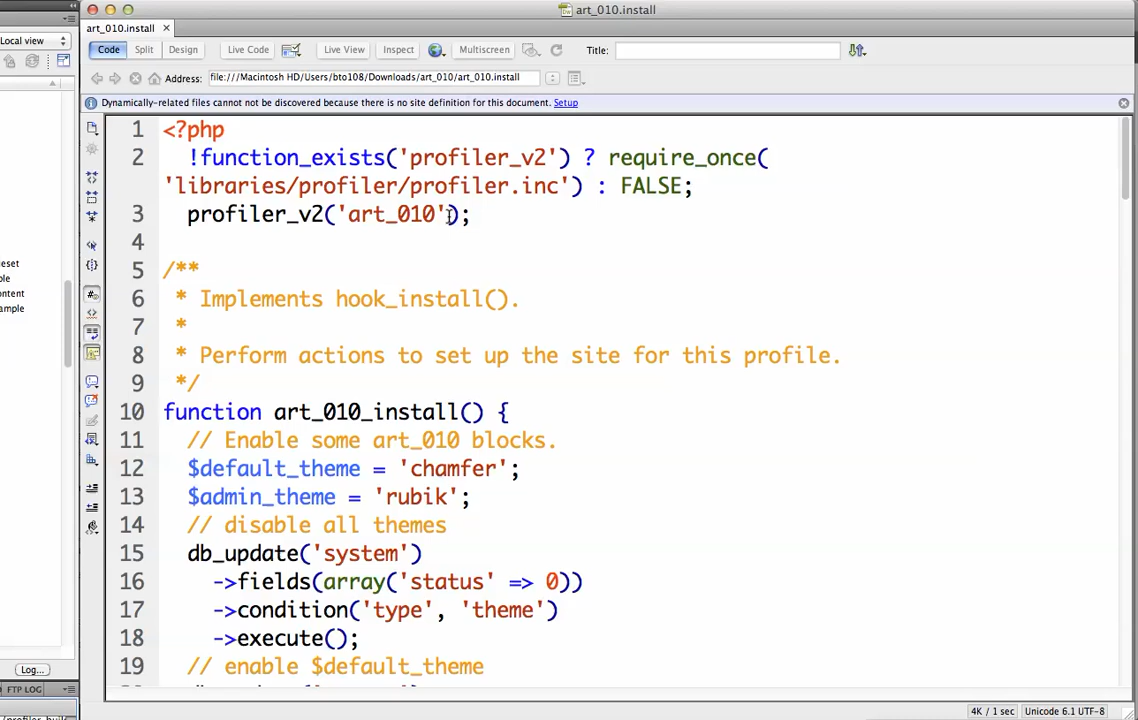 art_010.install
art_010.install ×
Local view
Code Split Design Live Code Live View Inspect Multiscreen Title:
Address: file:///Macintosh HD/Users/bto108/Downloads/art_010/art_010.install
Dynamically-related files cannot not be discovered because there is no site definition for this document. Setup
1 <?php
2 !function_exists('profiler_v2') ? require_once(
'libraries/profiler/profiler.inc') : FALSE;
3 profiler_v2('art_010');
4
5 /**
6 * Implements hook_install().
7 *
8 * Perform actions to set up the site for this profile.
9 */
10 function art_010_install() {
11 // Enable some art_010 blocks.
12 $default_theme = 'chamfer';
13 $admin_theme = 'rubik';
14 // disable all themes
15 db_update('system')
16 ->fields(array('status' => 0))
17 ->condition('type', 'theme')
18 ->execute();
19 // enable $default_theme
Log...
FTP LOG
4K / 1 sec Unicode 6.1 UTF-8